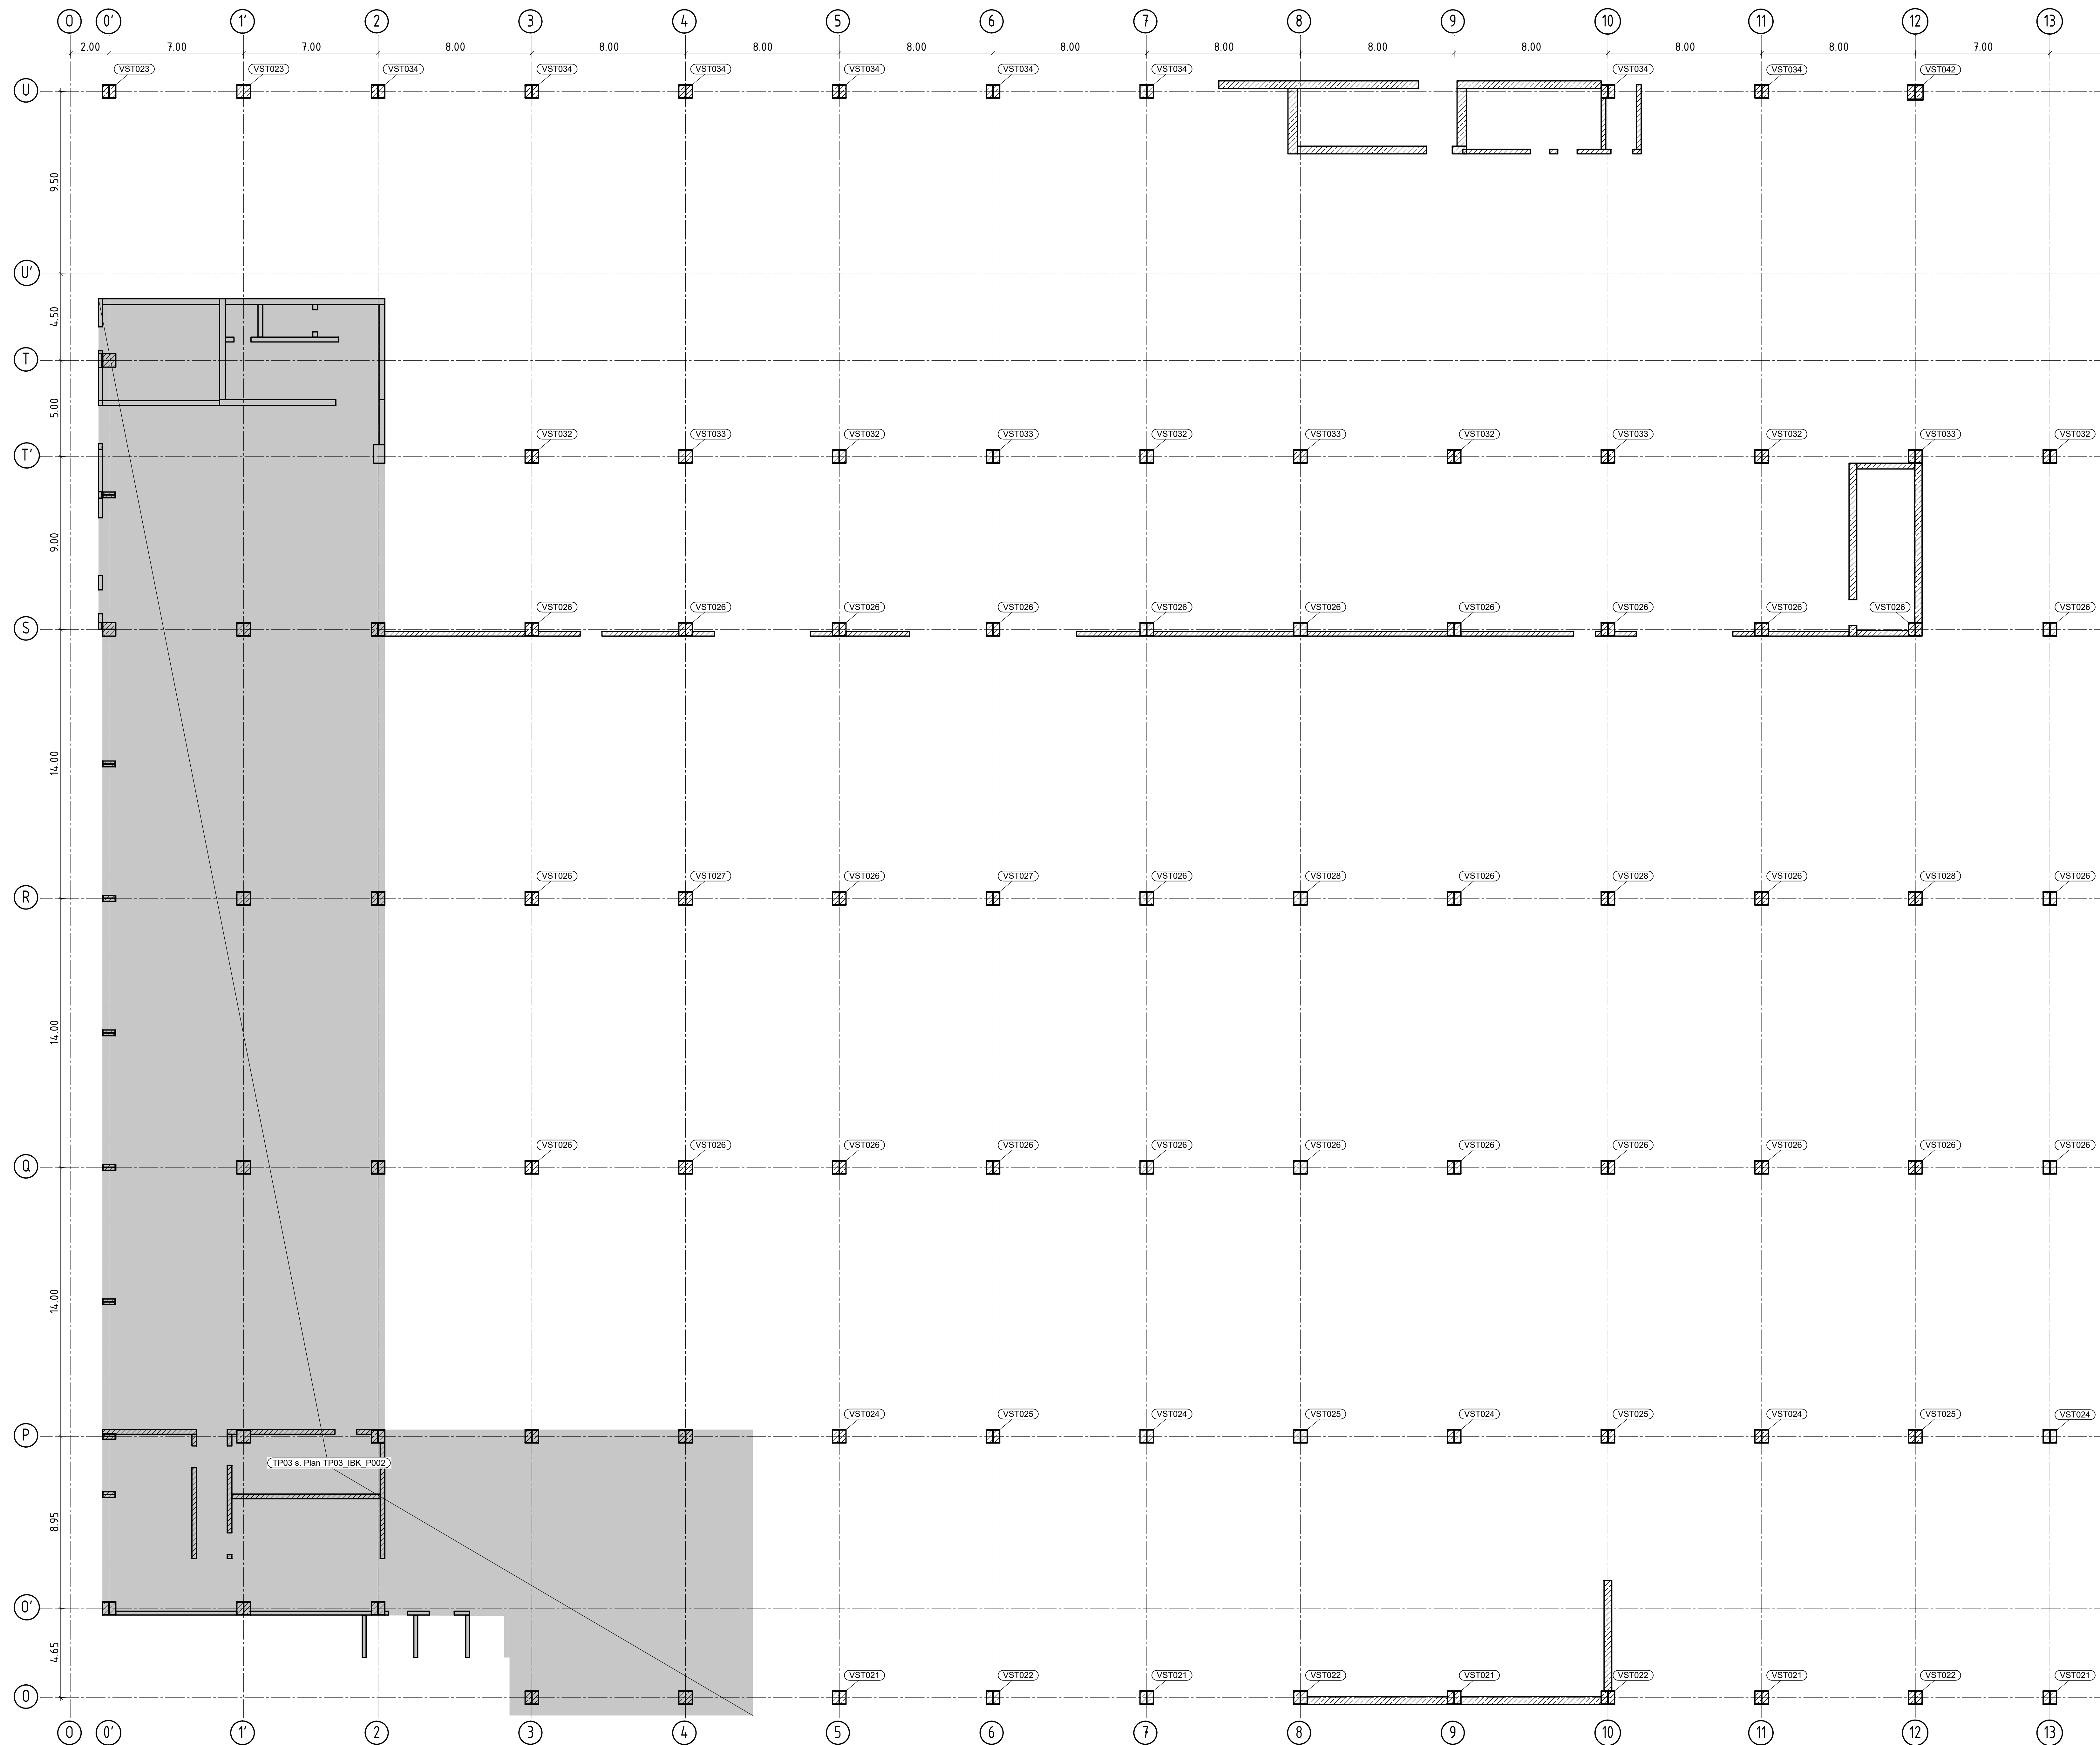 0 0' 1' 2 3 4 5 6 7 8 9 10 11 12 13
2.00 7.00 7.00 8.00 8.00 8.00 8.00 8.00 8.00 8.00 8.00 8.00 8.00 7.00
VST023 VST023 VST034 VST034 VST034 VST034 VST034 VST034 VST034 VST034 VST042
U
9.50
U'
4.50
T
5.00
VST032 VST033 VST032 VST033 VST032 VST033 VST032 VST033 VST032 VST033 VST032
T'
9.00
VST026 VST026 VST026 VST026 VST026 VST026 VST026 VST026 VST026 VST026 VST026
S
14.00
VST026 VST027 VST026 VST027 VST026 VST028 VST026 VST028 VST026 VST028 VST026
R
14.00
VST026 VST026 VST026 VST026 VST026 VST026 VST026 VST026 VST026 VST026 VST026
Q
14.00
VST024 VST025 VST024 VST025 VST024 VST025 VST024 VST025 VST024
P
TP03 s. Plan TP03_IBK_P002
8.95
O'
4.65
VST021 VST022 VST021 VST022 VST021 VST022 VST021 VST022 VST021
O
0 0' 1' 2 3 4 5 6 7 8 9 10 11 12 13